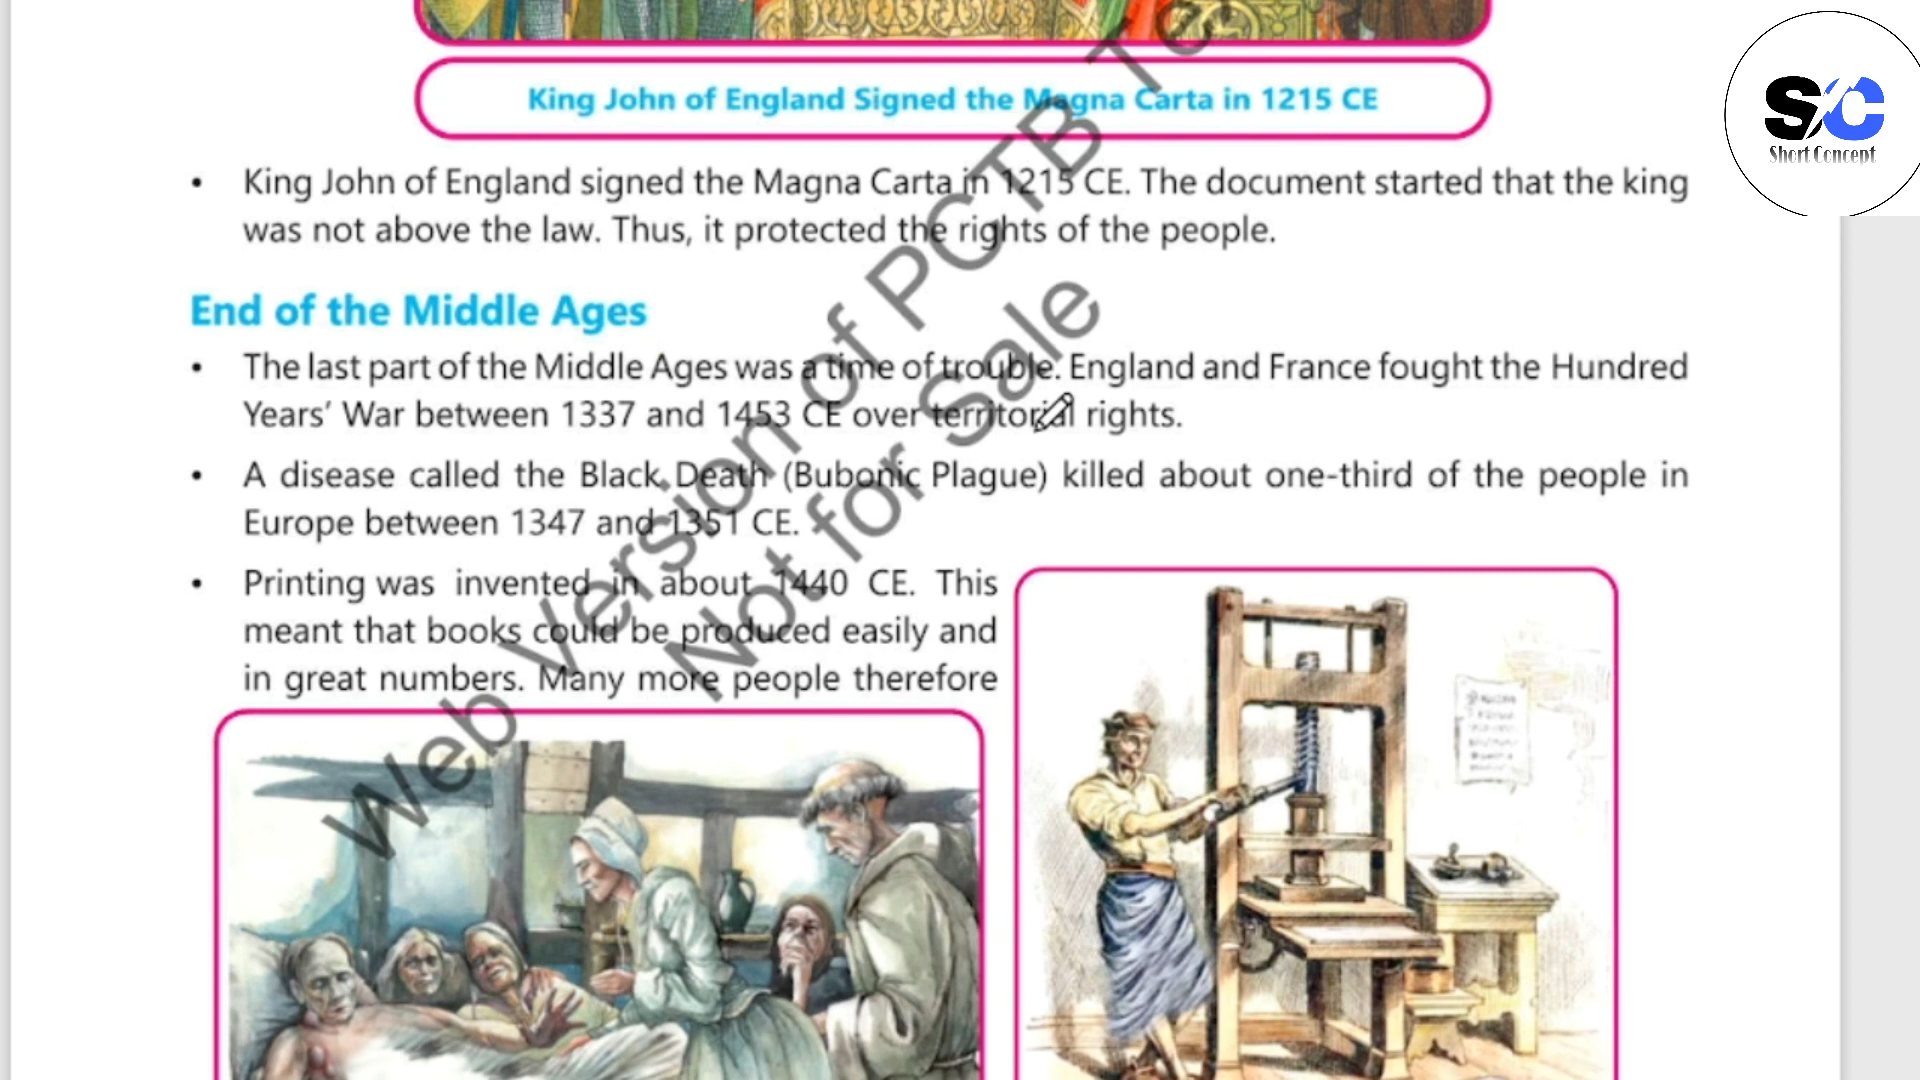 King John of England Signed the Magna Carta in 1215 CE
SC
Short Concept
• King John of England signed the Magna Carta in 1215 CE. The document started that the king
was not above the law. Thus, it protected the rights of the people.
End of the Middle Ages
• The last part of the Middle Ages was a time of trouble. England and France fought the Hundred
Years’ War between 1337 and 1453 CE over territorial rights.
• A disease called the Black Death (Bubonic Plague) killed about one-third of the people in
Europe between 1347 and 1351 CE.
• Printing was invented in about 1440 CE. This
meant that books could be produced easily and
in great numbers. Many more people therefore
Web Version of PCTB Te
Not for Sale